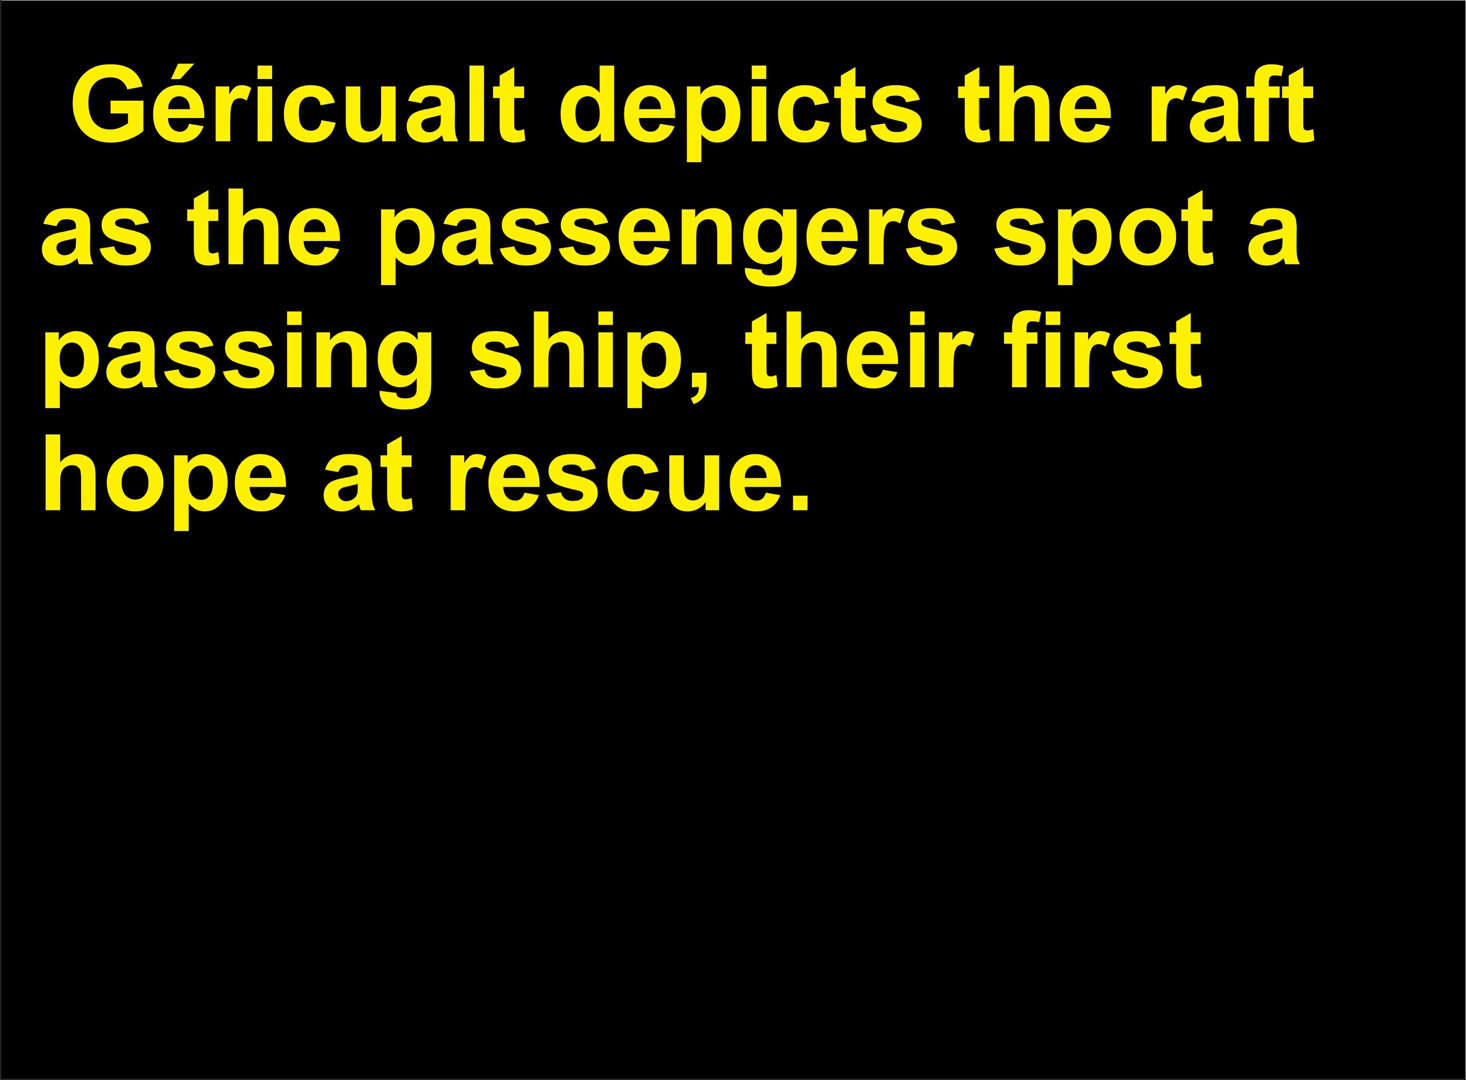 Géricualt depicts the raft
as the passengers spot a
passing ship, their first
hope at rescue.